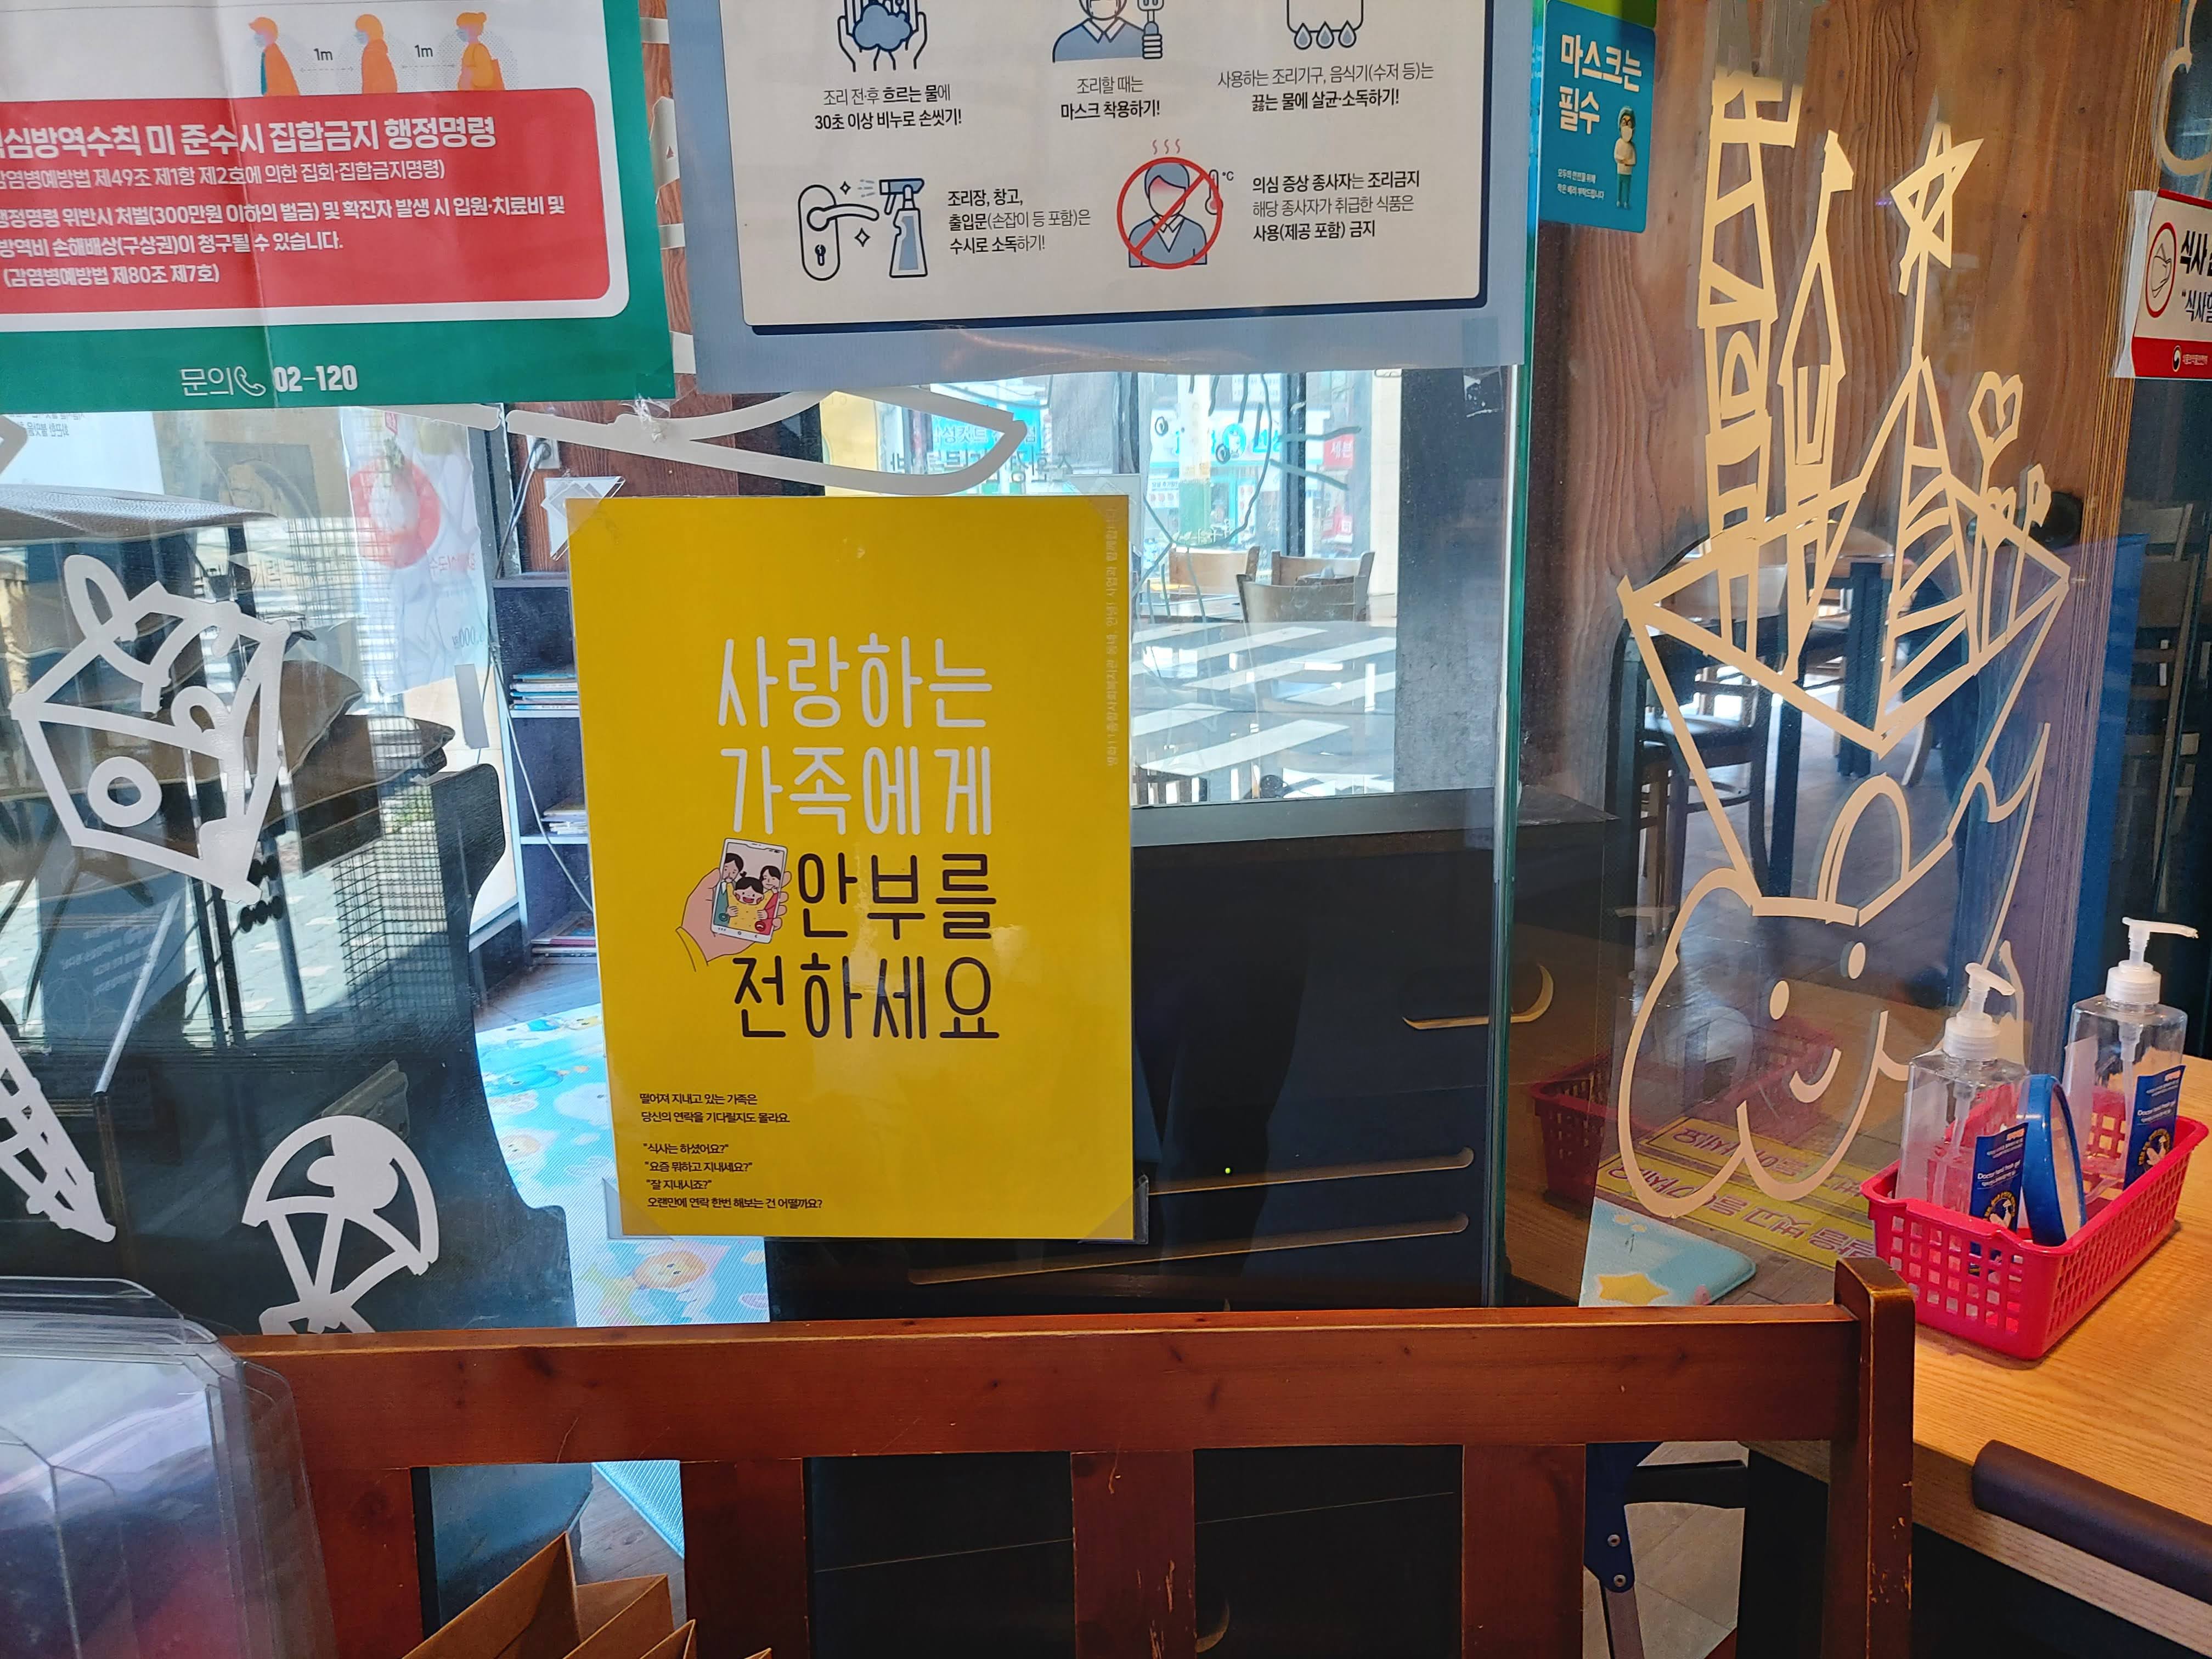 1m
1m
심방역수칙 미 준수시 집합금지 행정명령
감염병예방법 제49조 제1항 제2호에 의한 집회·집합금지명령)
행정명령 위반시 처벌(300만원 이하의 벌금) 및 확진자 발생 시 입원·치료비 및
방역비 손해배상(구상권)이 청구될 수 있습니다.
(감염병예방법 제80조 제7호)
문의 02-120
조리 전·후 흐르는 물에
30초 이상 비누로 손씻기!
조리할 때는
마스크 착용하기!
사용하는 조리기구, 음식기(수저 등)는
끓는 물에 살균·소독하기!
조리장, 창고,
출입문(손잡이 등 포함)은
수시로 소독하기!
°C
의심 증상 종사자는 조리금지
해당 종사자가 취급한 식품은
사용(제공 포함) 금지
마스크는
필수
식사
"식사할
사랑하는
가족에게
안부를
전하세요
떨어져 지내고 있는 가족은
당신의 연락을 기다릴지도 몰라요.
"식사는 하셨어요?"
"요즘 뭐하고 지내세요?"
"잘 지내시죠?"
오랜만에 연락 한번 해보는 건 어떨까요?